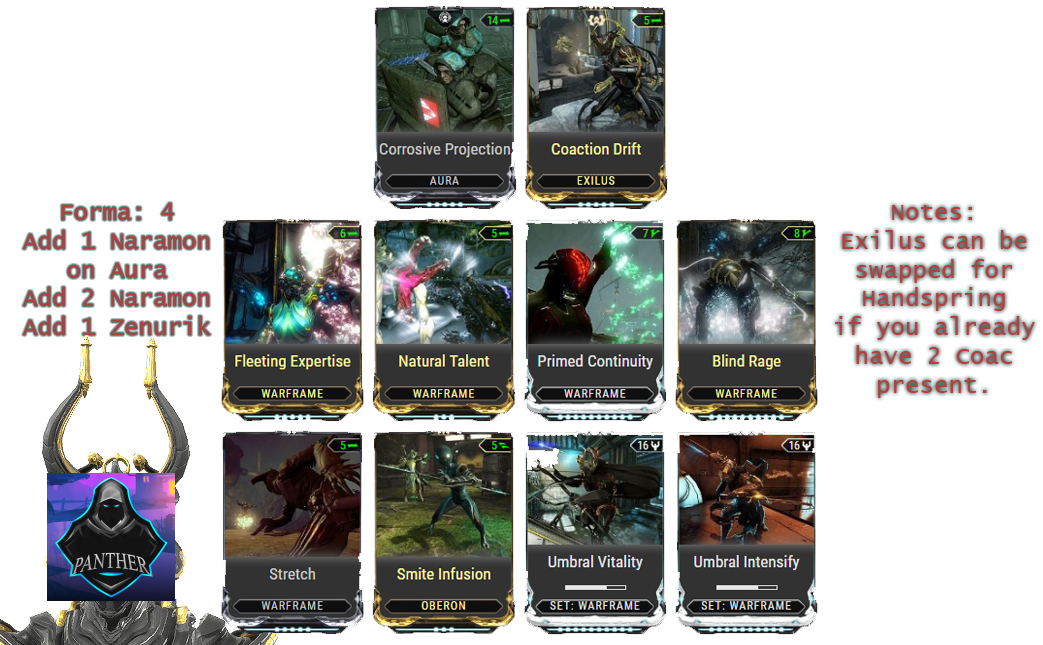 14
5
Corrosive Projection
Coaction Drift
AURA
EXILUS
Forma: 4
Add 1 Naramon
on Aura
Add 2 Naramon
Add 1 Zenurik
Notes:
Exilus can be
swapped for
Handspring
if you already
have 2 Coac
present.
6
5
7
8
Fleeting Expertise
Natural Talent
Primed Continuity
Blind Rage
WARFRAME
WARFRAME
WARFRAME
WARFRAME
5
5
16
16
Stretch
Smite Infusion
Umbral Vitality
Umbral Intensify
WARFRAME
OBERON
SET: WARFRAME
SET: WARFRAME
PANTHER